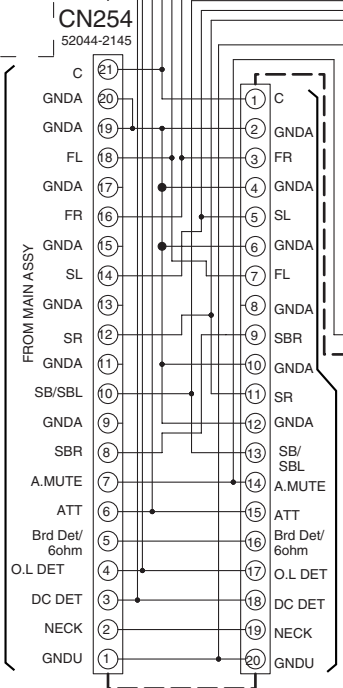 CN254
52044-2145
FROM MAIN ASSY
C 21
GNDA 20 1 C
GNDA 19 2 GNDA
FL 18 3 FR
GNDA 17 4 GNDA
FR 16 5 SL
GNDA 15 6 GNDA
SL 14 7 FL
GNDA 13 8 GNDA
SR 12 9 SBR
GNDA 11 10 GNDA
SB/SBL 10 11 SR
GNDA 9 12 GNDA
SBR 8 13 SB/
SBL
A.MUTE 7 14 A.MUTE
ATT 6 15 ATT
Brd Det/ 5 16 Brd Det/
6ohm 6ohm
O.L DET 4 17 O.L DET
DC DET 3 18 DC DET
NECK 2 19 NECK
GNDU 1 20 GNDU